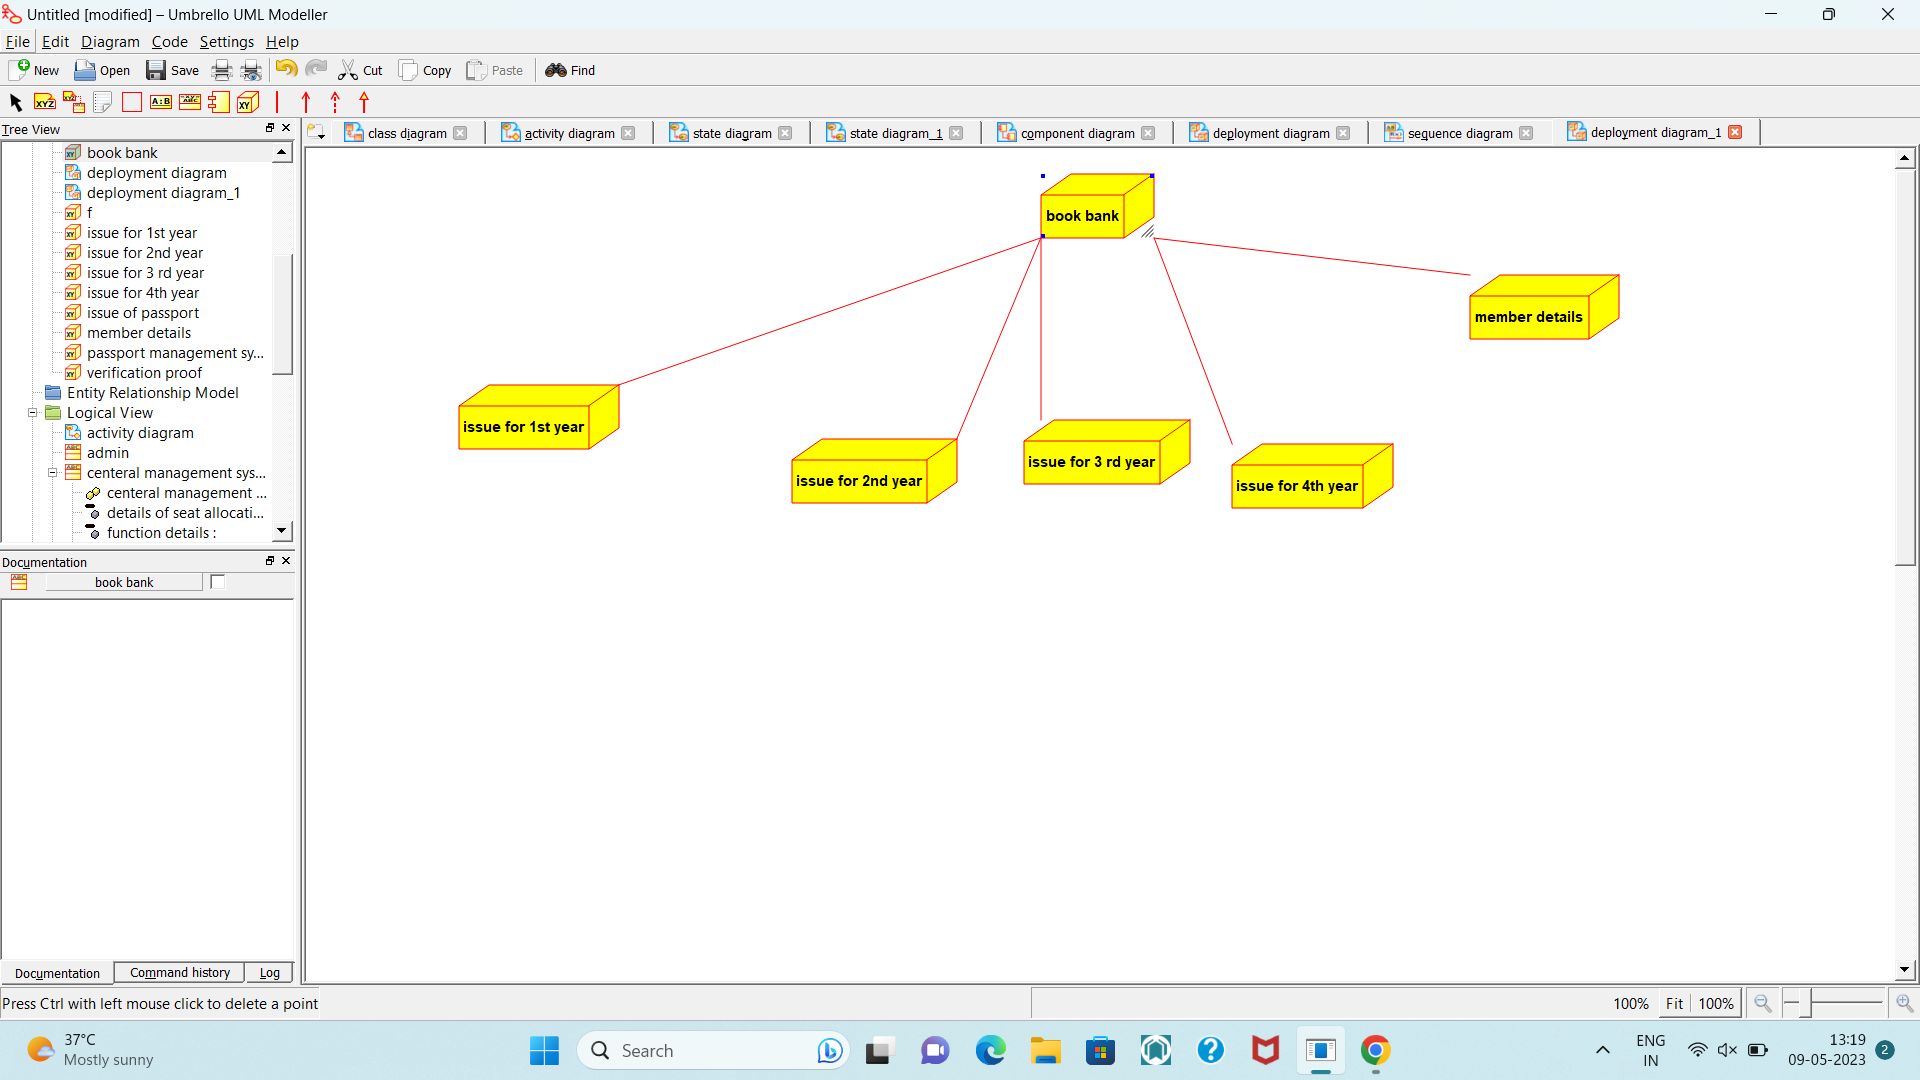 Untitled [modified] – Umbrello UML Modeller
File Edit Diagram Code Settings Help
New Open Save Cut Copy Paste Find
XYZ XYZ A:B ABC XY
Tree View
class diagram activity diagram state diagram state diagram_1 component diagram deployment diagram sequence diagram deployment diagram_1
book bank
deployment diagram
deployment diagram_1
f
issue for 1st year
issue for 2nd year
issue for 3 rd year
issue for 4th year
issue of passport
member details
passport management sy...
verification proof
Entity Relationship Model
Logical View
activity diagram
admin
centeral management sys...
centeral management ...
details of seat allocati...
function details :
book bank
member details
issue for 1st year
issue for 2nd year
issue for 3 rd year
issue for 4th year
Documentation
book bank
Documentation Command history Log
Press Ctrl with left mouse click to delete a point
100% Fit 100%
37°C
Mostly sunny
Search
ENG
IN
13:19
09-05-2023
2